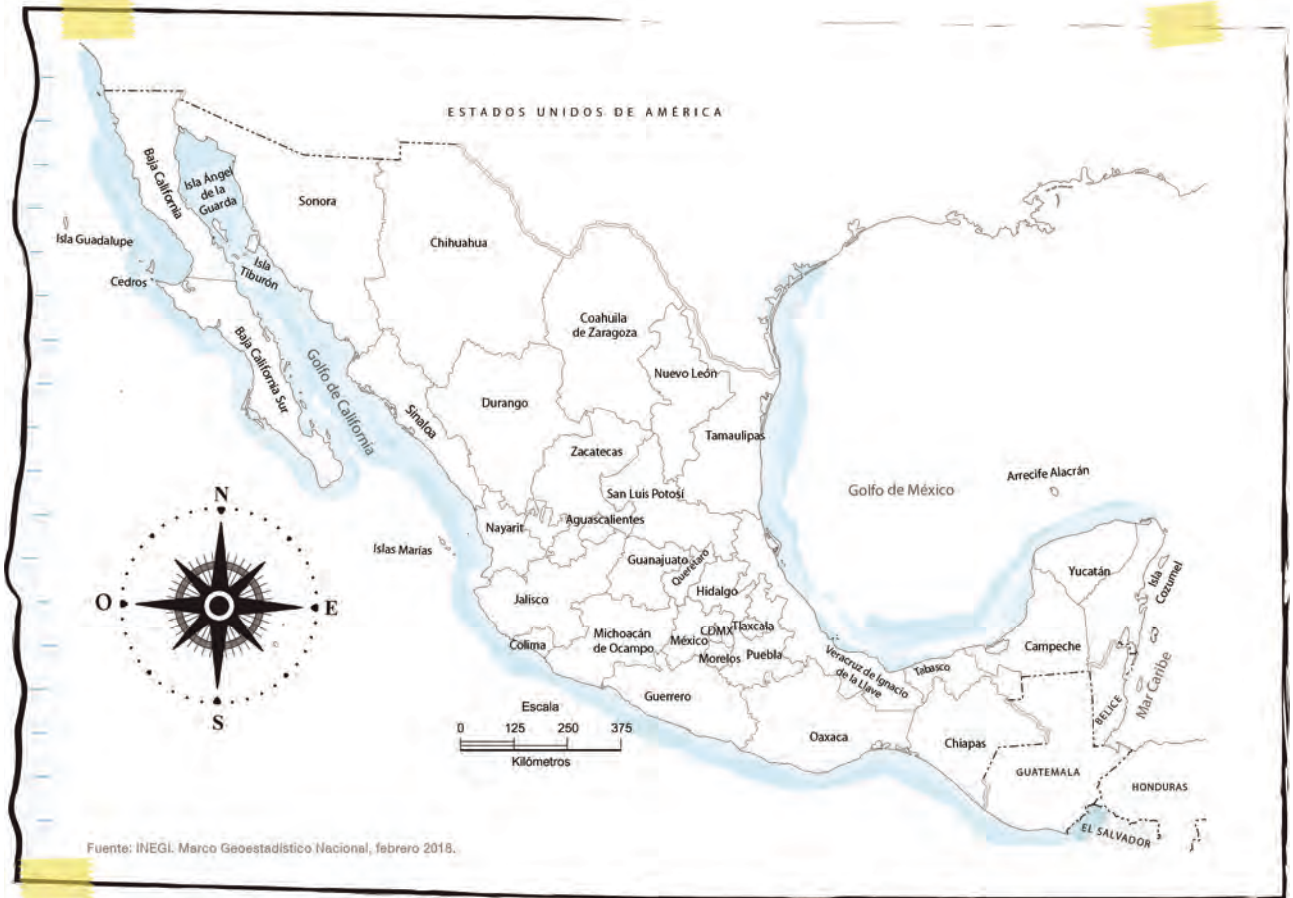 ESTADOS UNIDOS DE AMÉRICA
Baja California
Isla Ángel
de la
Guarda
Sonora
Chihuahua
Isla Guadalupe
Isla
Tiburón
Cedros
Coahuila
de Zaragoza
Baja California Sur
Golfo de California
Nuevo León
Sinaloa
Durango
Tamaulipas
Zacatecas
San Luis Potosí
Golfo de México
Arrecife Alacrán
N
O
E
S
Nayarit
Aguascalientes
Islas Marías
Guanajuato
Querétaro
Hidalgo
Yucatán
Isla
Cozumel
Jalisco
Colima
Michoacán
de Ocampo
México
CDMX
Tlaxcala
Morelos
Puebla
Veracruz de Ignacio
de la Llave
Tabasco
Campeche
Mar Caribe
BELICE
Guerrero
Escala
0 125 250 375
Kilómetros
Oaxaca
Chiapas
GUATEMALA
HONDURAS
EL SALVADOR
Fuente: INEGI. Marco Geoestadístico Nacional, febrero 2018.